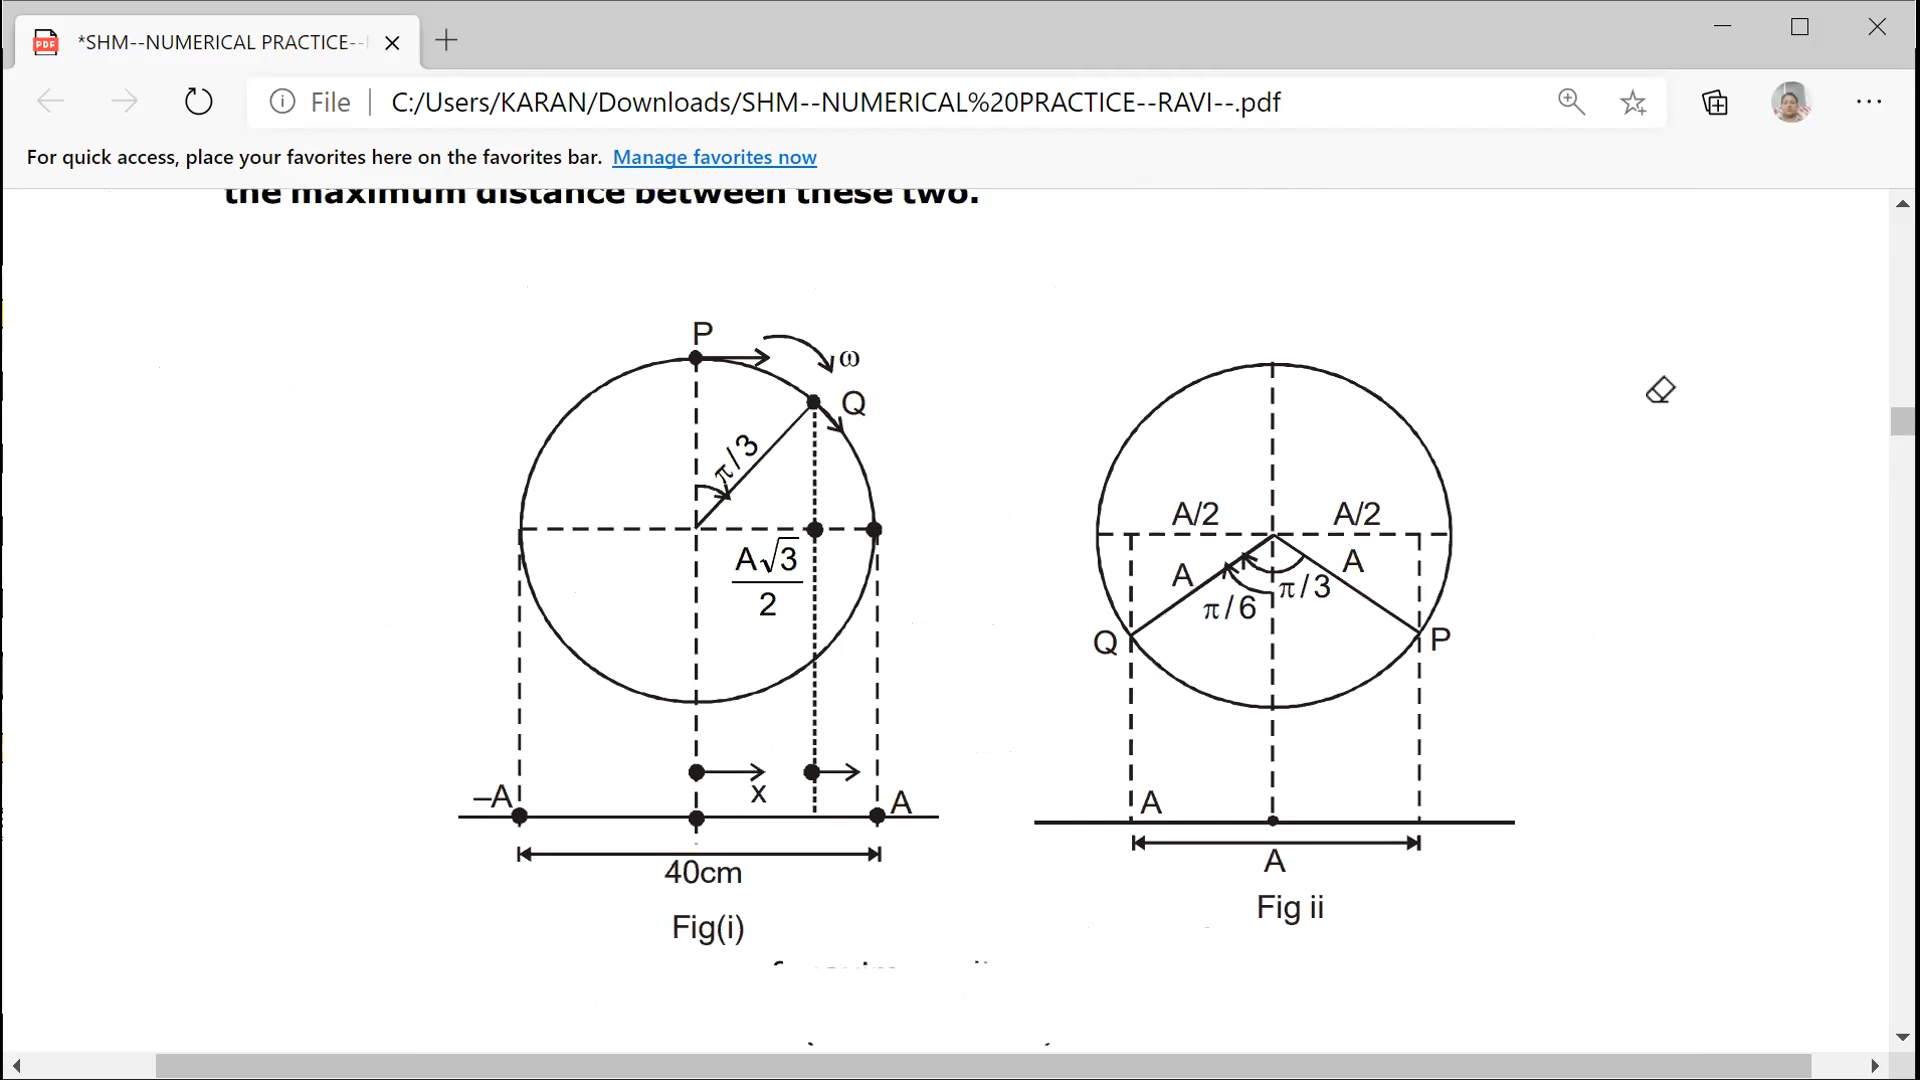 *SHM--NUMERICAL PRACTICE--
File
C:/Users/KARAN/Downloads/SHM--NUMERICAL%20PRACTICE--RAVI--.pdf
For quick access, place your favorites here on the favorites bar. Manage favorites now
the maximum distance between these two.
P
ω
Q
π/3
A√3
2
–A
x
A
40cm
Fig(i)
A/2
A/2
A
A
π/6
π/3
Q
P
A
A
Fig ii